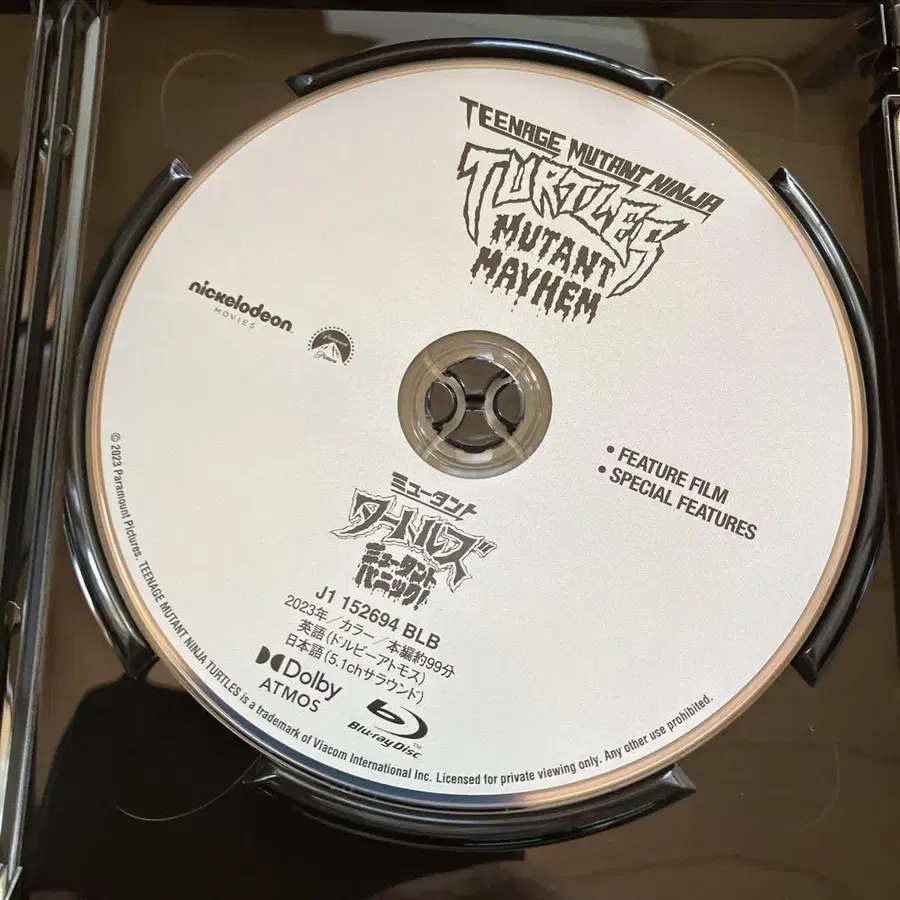 TEENAGE MUTANT NINJA
TURTLES
MUTANT
MAYHEM
nickelodeon
MOVIES
Paramount
Pictures
• FEATURE FILM
• SPECIAL FEATURES
ミュータント
タートルズ
ミュータント
パニック!
J1 152694 BLB
2023年/カラー/本編約99分
英語(ドルビーアトモス)
日本語(5.1chサラウンド)
Dolby
ATMOS
Blu-ray Disc™
© 2023 Paramount Pictures. TEENAGE MUTANT NINJA TURTLES is a trademark of Viacom International Inc. Licensed for private viewing only. Any other use prohibited.